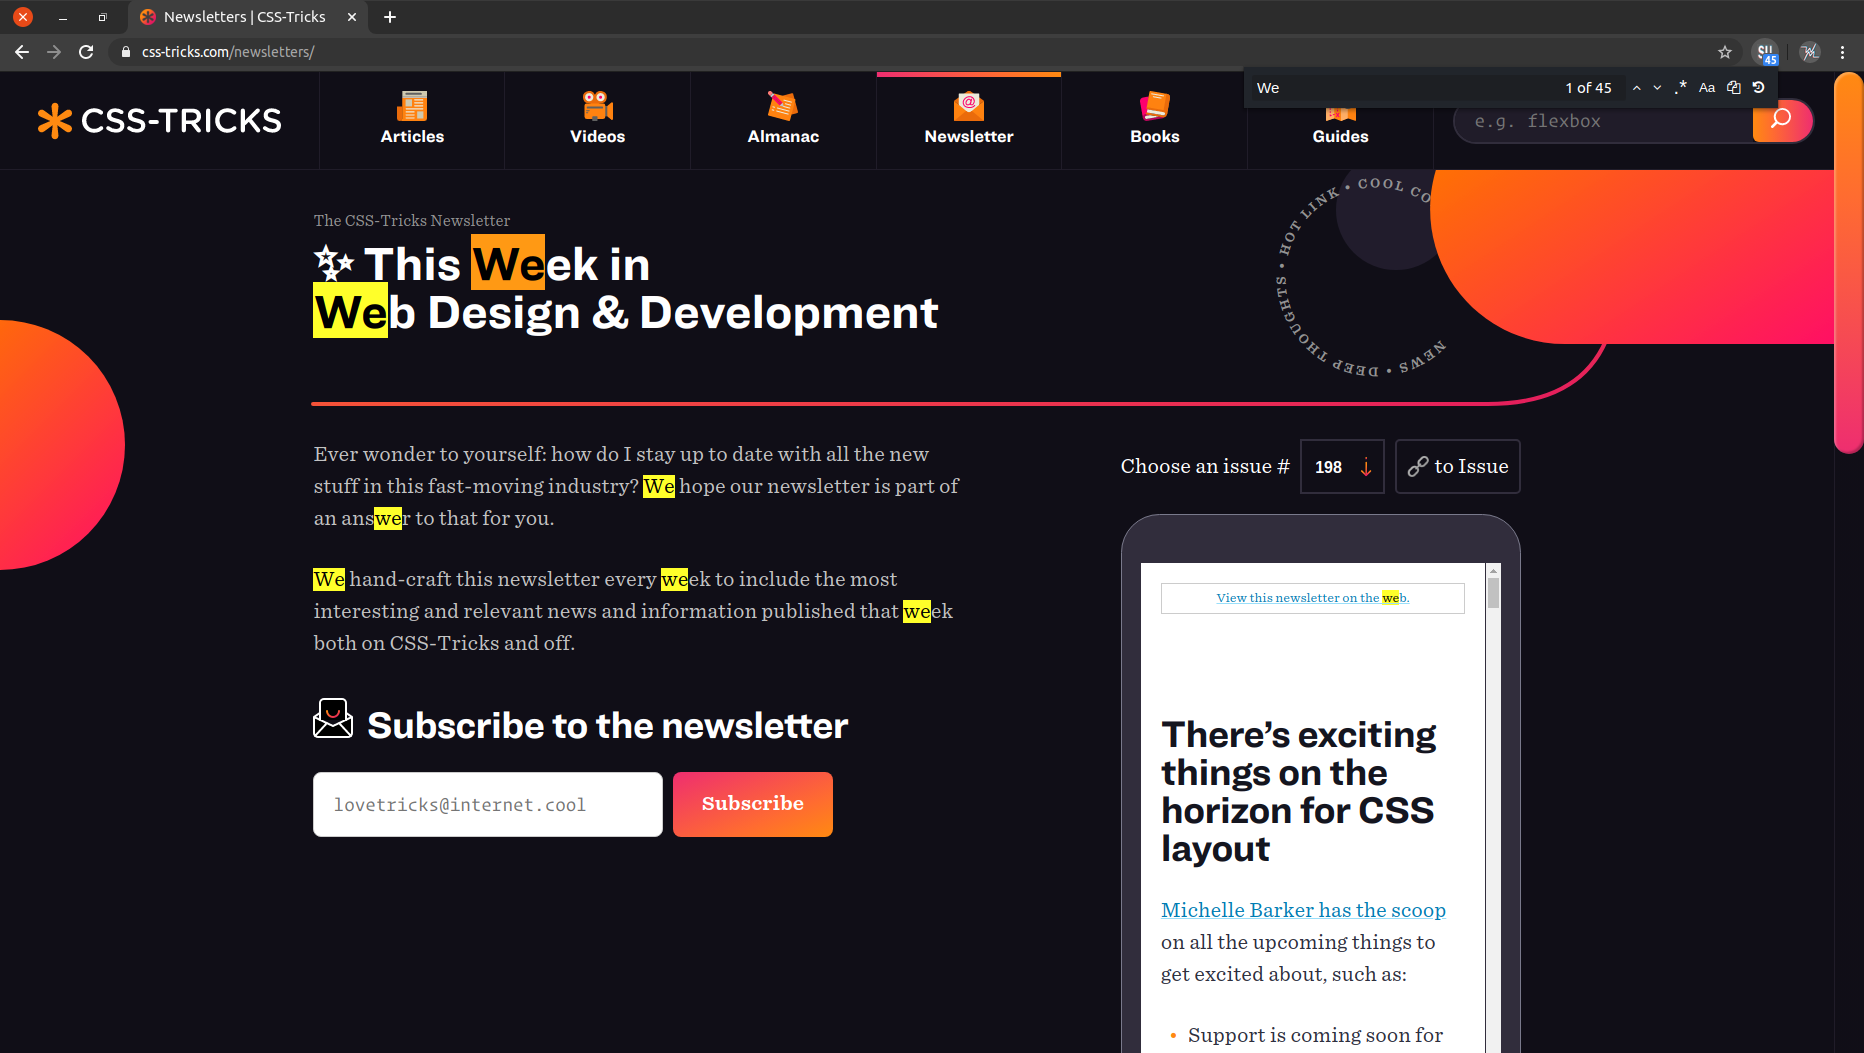 Newsletters | CSS-Tricks
css-tricks.com/newsletters/
45
We
1 of 45
.*
Aa
CSS-TRICKS
Articles
Videos
Almanac
Newsletter
Books
Guides
e.g. flexbox
The CSS-Tricks Newsletter
This Week in
Web Design & Development
NEWS • DEEP THOUGHTS • HOT LINK • COOL CO
Ever wonder to yourself: how do I stay up to date with all the new
stuff in this fast-moving industry? We hope our newsletter is part of
an answer to that for you.
We hand-craft this newsletter every week to include the most
interesting and relevant news and information published that week
both on CSS-Tricks and off.
Subscribe to the newsletter
lovetricks@internet.cool
Subscribe
Choose an issue #
198
to Issue
View this newsletter on the web.
There’s exciting
things on the
horizon for CSS
layout
Michelle Barker has the scoop
on all the upcoming things to
get excited about, such as:
• Support is coming soon for